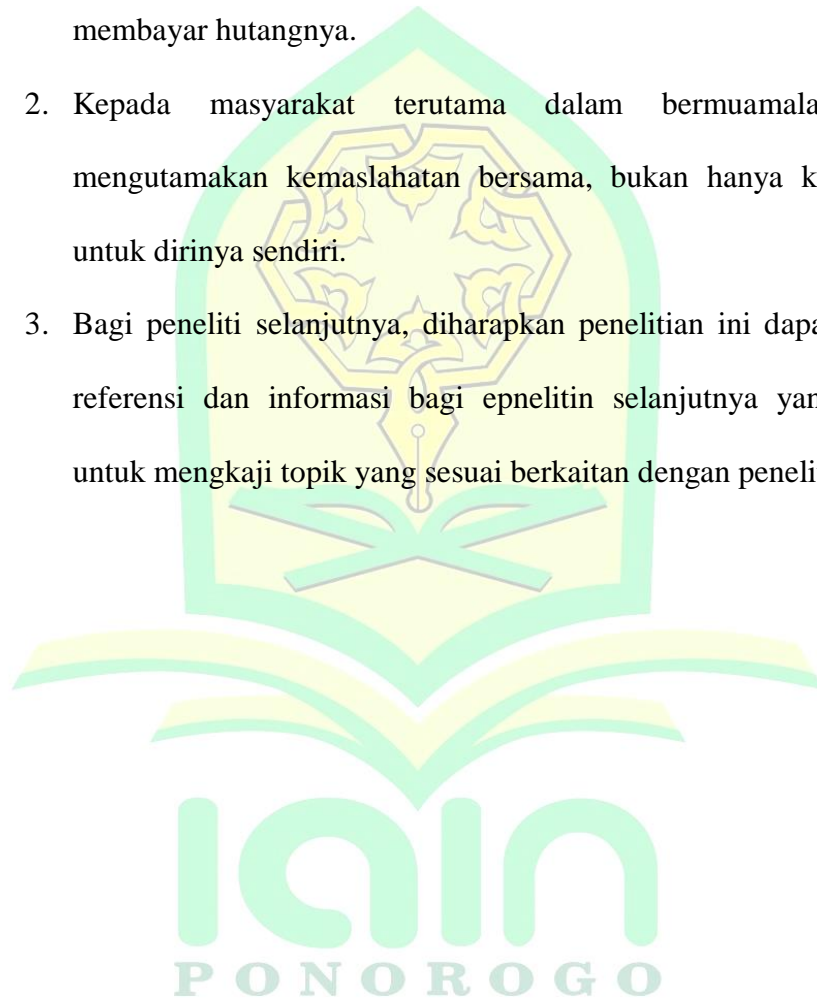 membayar hutangnya.
2. Kepada masyarakat terutama dalam bermuamala
mengutamakan kemaslahatan bersama, bukan hanya k
untuk dirinya sendiri.
3. Bagi peneliti selanjutnya, diharapkan penelitian ini dapa
referensi dan informasi bagi epnelitin selanjutnya yan
untuk mengkaji topik yang sesuai berkaitan dengan peneli
iain
PONOROGO